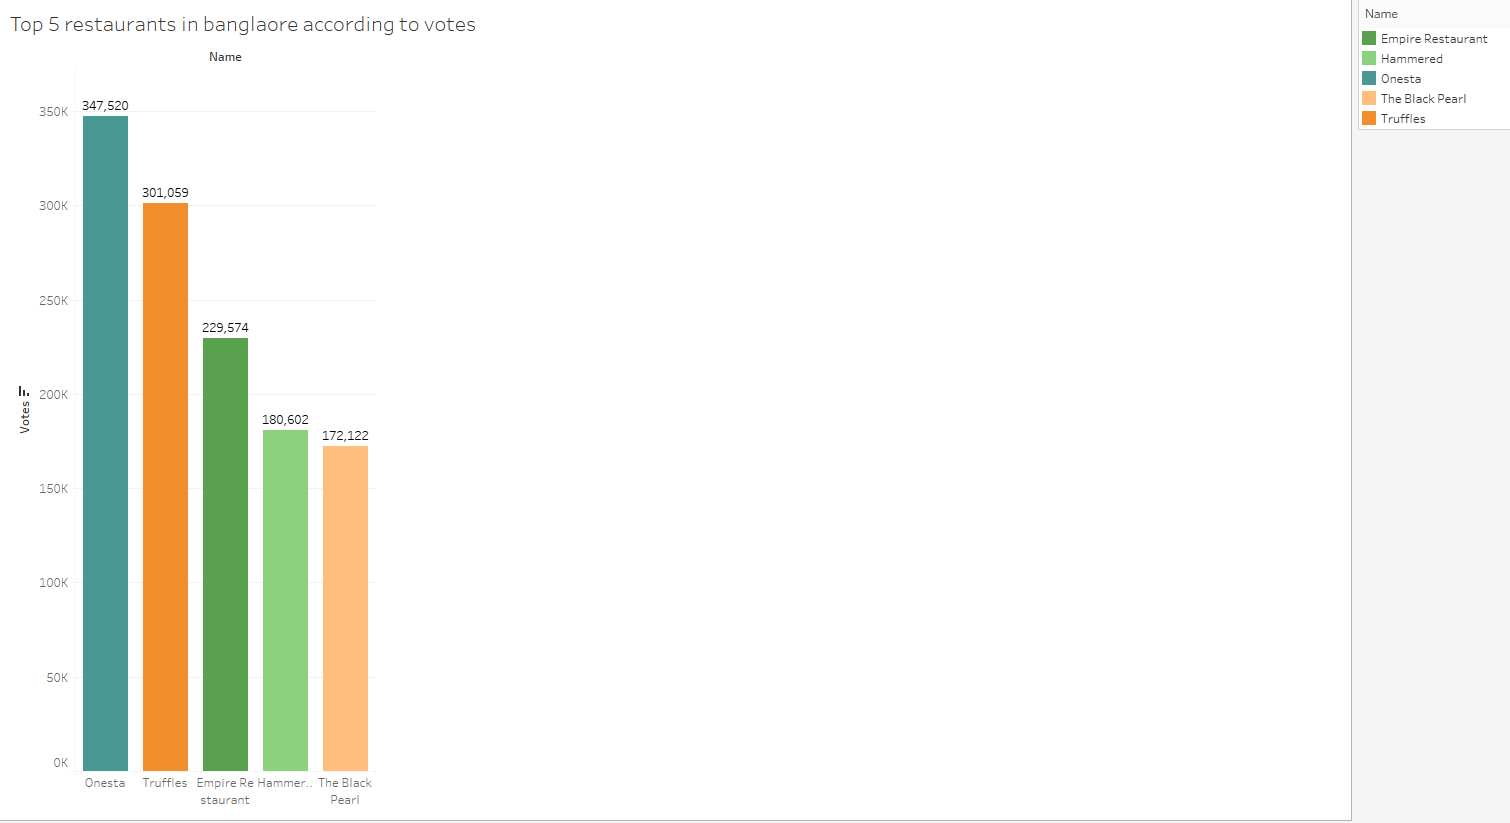 Top 5 restaurants in banglaore according to votes
Name
350K
300K
250K
200K
150K
100K
50K
0K
Votes
347,520
301,059
229,574
180,602
172,122
Onesta
Truffles
Empire Re
staurant
Hammer..
The Black
Pearl
Name
Empire Restaurant
Hammered
Onesta
The Black Pearl
Truffles